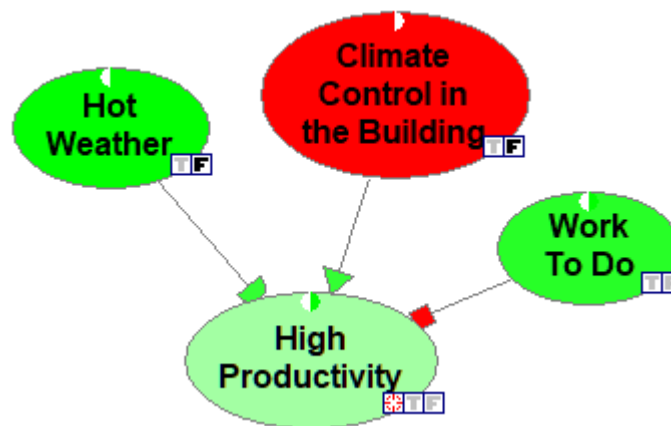 Hot
Weather
T F
Climate
Control in
the Building
T F
Work
To Do
T F
High
Productivity
T F